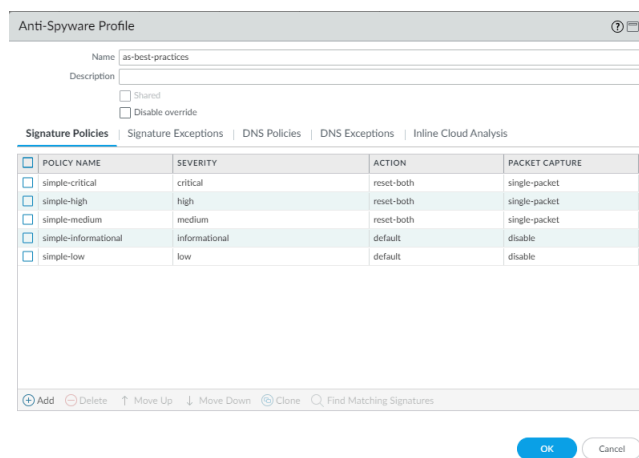 Anti-Spyware Profile
Name as-best-practices
Description
Shared
Disable override
Signature Policies | Signature Exceptions | DNS Policies | DNS Exceptions | Inline Cloud Analysis
POLICY NAME SEVERITY ACTION PACKET CAPTURE
simple-critical critical reset-both single-packet
simple-high high reset-both single-packet
simple-medium medium reset-both single-packet
simple-informational informational default disable
simple-low low default disable
Add Delete Move Up Move Down Clone Find Matching Signatures
OK Cancel